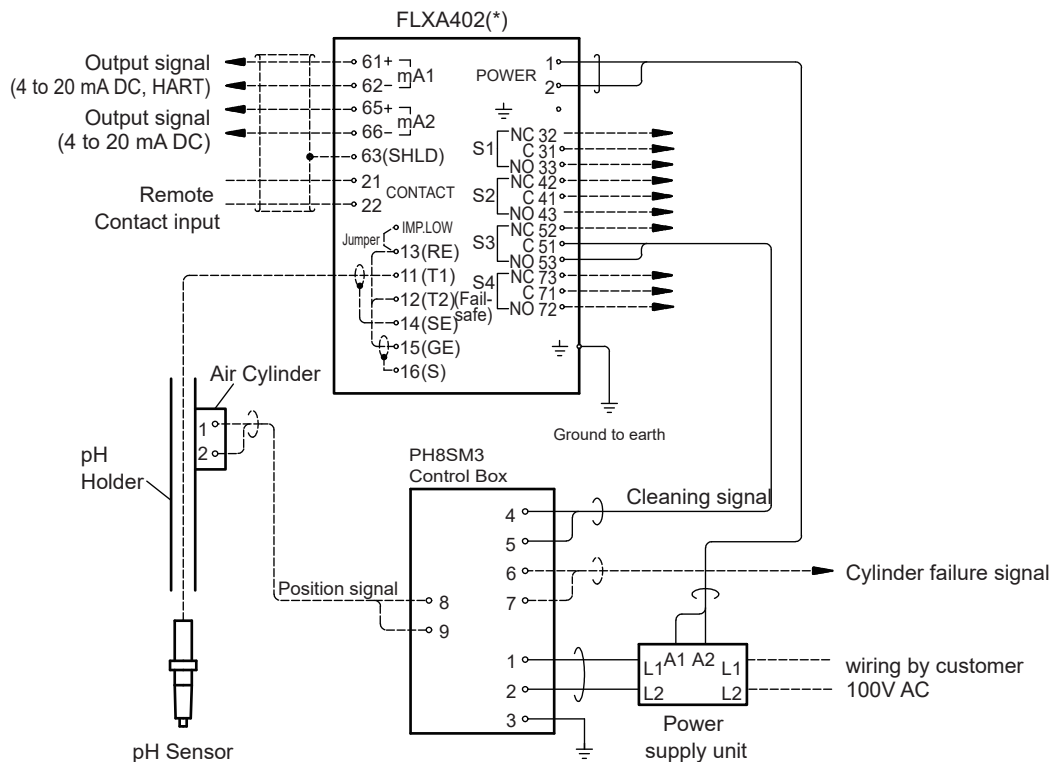 FLXA402(*)
Output signal
(4 to 20 mA DC, HART)
Output signal
(4 to 20 mA DC)
Remote
Contact input
61+
62−
mA1
65+
66−
mA2
63(SHLD)
21
22
CONTACT
IMP.LOW
Jumper
13(RE)
11(T1)
12(T2)
14(SE)
15(GE)
16(S)
POWER
1
2
S1
NC 32
C 31
NO 33
S2
NC 42
C 41
NO 43
S3
NC 52
C 51
NO 53
S4
(Fail-
safe)
NC 73
C 71
NO 72
Ground to earth
Air Cylinder
1
2
pH
Holder
pH Sensor
Position signal
PH8SM3
Control Box
4
5
6
7
8
9
1
2
3
Cleaning signal
Cylinder failure signal
A1 A2
L1
L2
L1
L2
Power
supply unit
wiring by customer
100V AC